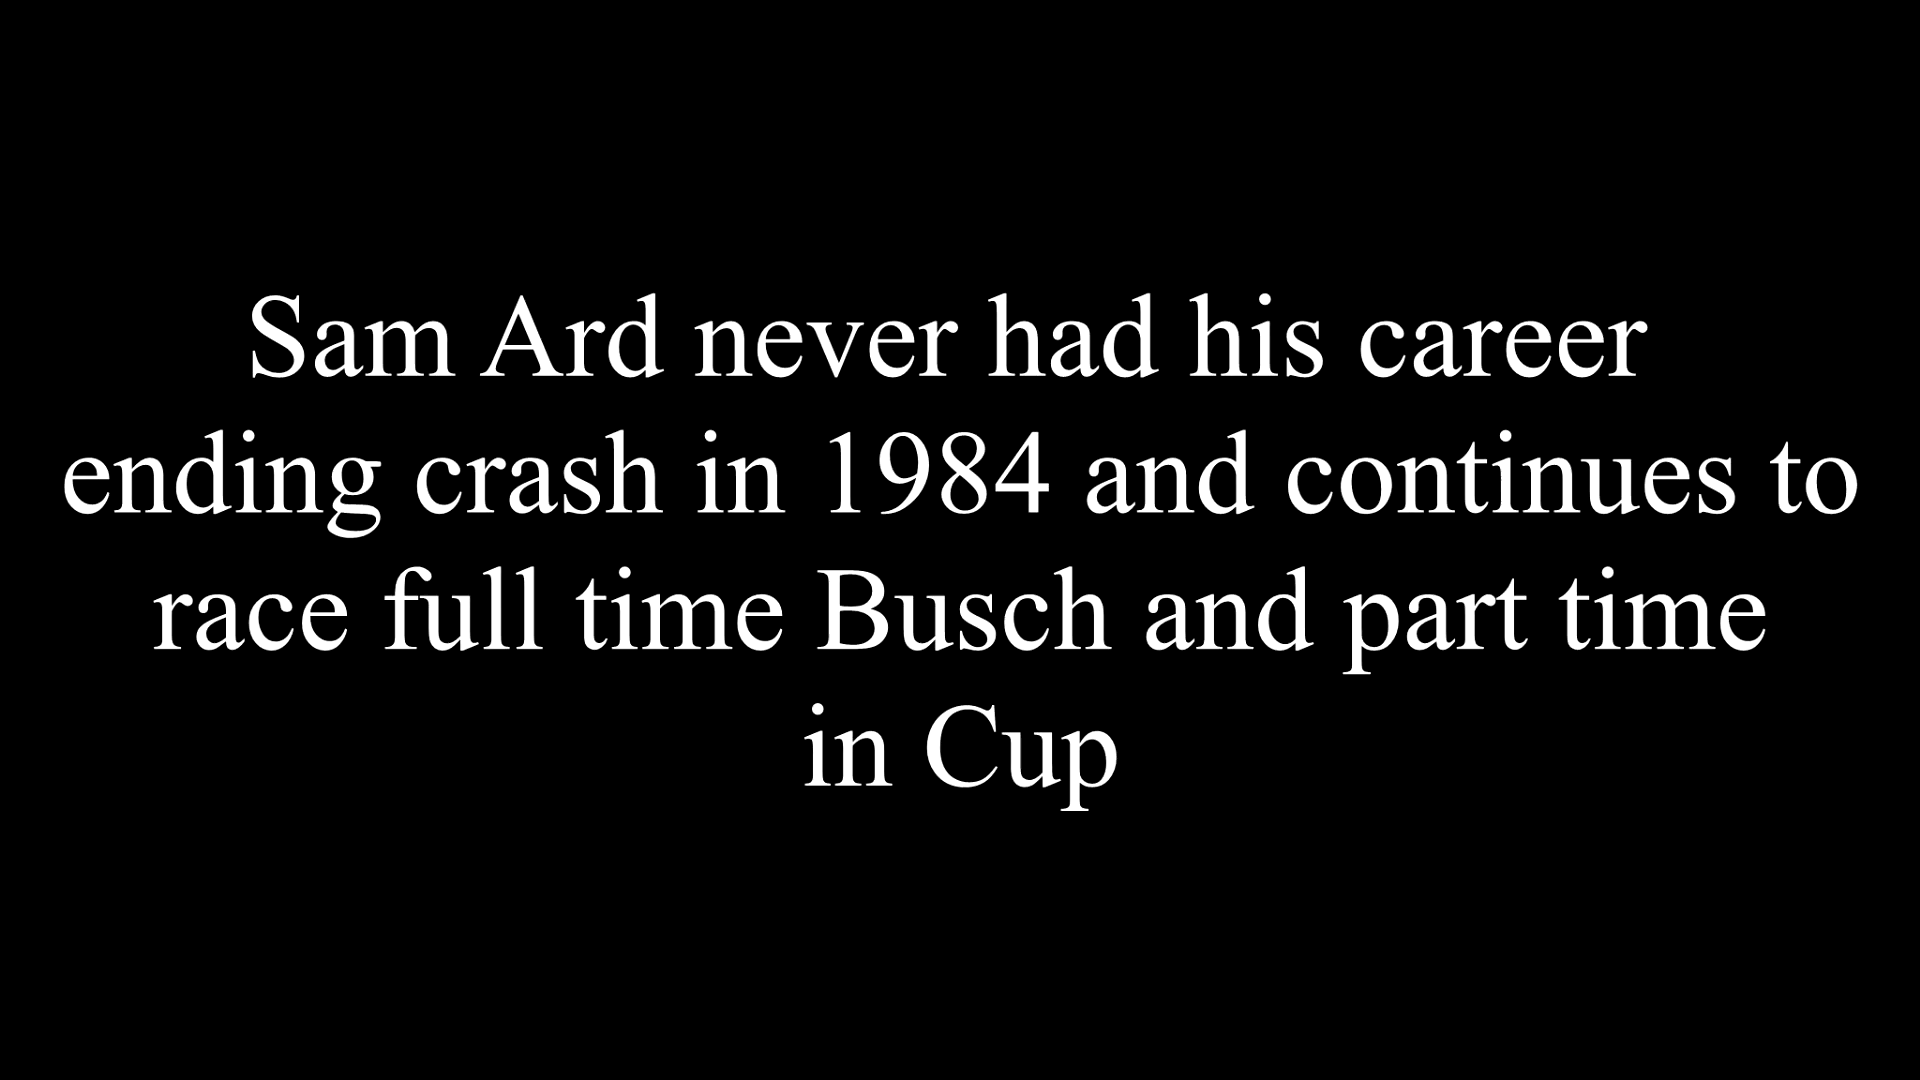 Sam Ard never had his career
ending crash in 1984 and continues to
race full time Busch and part time
in Cup